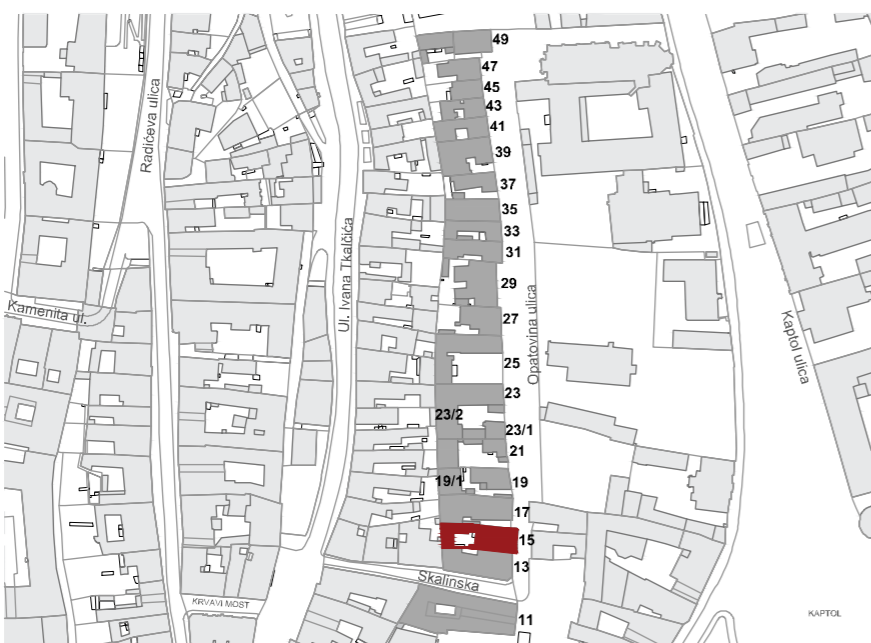 49
47
45
43
41
39
37
35
33
31
29
27
25
23
23/2
23/1
21
19/1
19
17
15
13
11
Radićeva ulica
Ul. Ivana Tkalčića
Opatovina ulica
Kaptol ulica
Kamenita ul.
Skalinska
KRVAVI MOST
KAPTOL